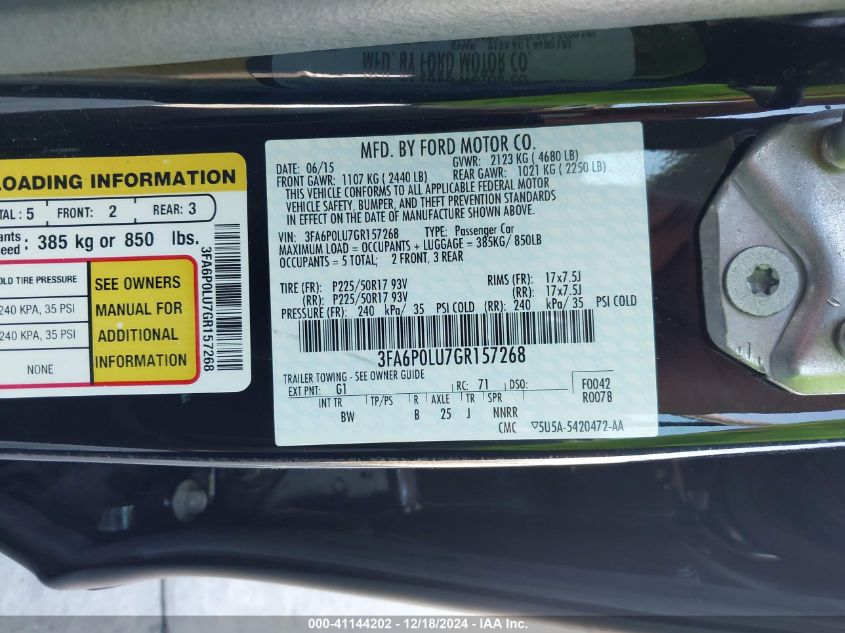 MFD. BY FORD MOTOR CO.
DATE: 06/15
GVWR: 2123 KG ( 4680 LB)
FRONT GAWR: 1107 KG ( 2440 LB)
REAR GAWR: 1021 KG ( 2250 LB)
THIS VEHICLE CONFORMS TO ALL APPLICABLE FEDERAL MOTOR
VEHICLE SAFETY, BUMPER, AND THEFT PREVENTION STANDARDS
IN EFFECT ON THE DATE OF MANUFACTURE SHOWN ABOVE.
VIN: 3FA6P0LU7GR157268 TYPE: Passenger Car
MAXIMUM LOAD = OCCUPANTS + LUGGAGE = 385KG/ 850LB
OCCUPANTS = 5 TOTAL; 2 FRONT, 3 REAR
TIRE (FR): P225/50R17 93V RIMS (FR): 17x7.5J
(RR): P225/50R17 93V (RR): 17x7.5J
PRESSURE (FR): 240 kPa/ 35 PSI COLD (RR): 240 kPa/35 PSI COLD
3FA6P0LU7GR157268
TRAILER TOWING - SEE OWNER GUIDE
EXT PNT: G1 RC: 71 DSO: F0042
INT TR TP/PS R AXLE TR SPR R0078
BW B 25 J NNRR
CMC ▽5U5A-5420472-AA
LOADING INFORMATION
TAL : 5 FRONT: 2 REAR: 3
ants
eed : 385 kg or 850 lbs.
OLD TIRE PRESSURE
240 KPA, 35 PSI
240 KPA, 35 PSI
NONE
SEE OWNERS
MANUAL FOR
ADDITIONAL
INFORMATION
3FA6P0LU7GR157268
000-41144202 - 12/18/2024 - IAA Inc.